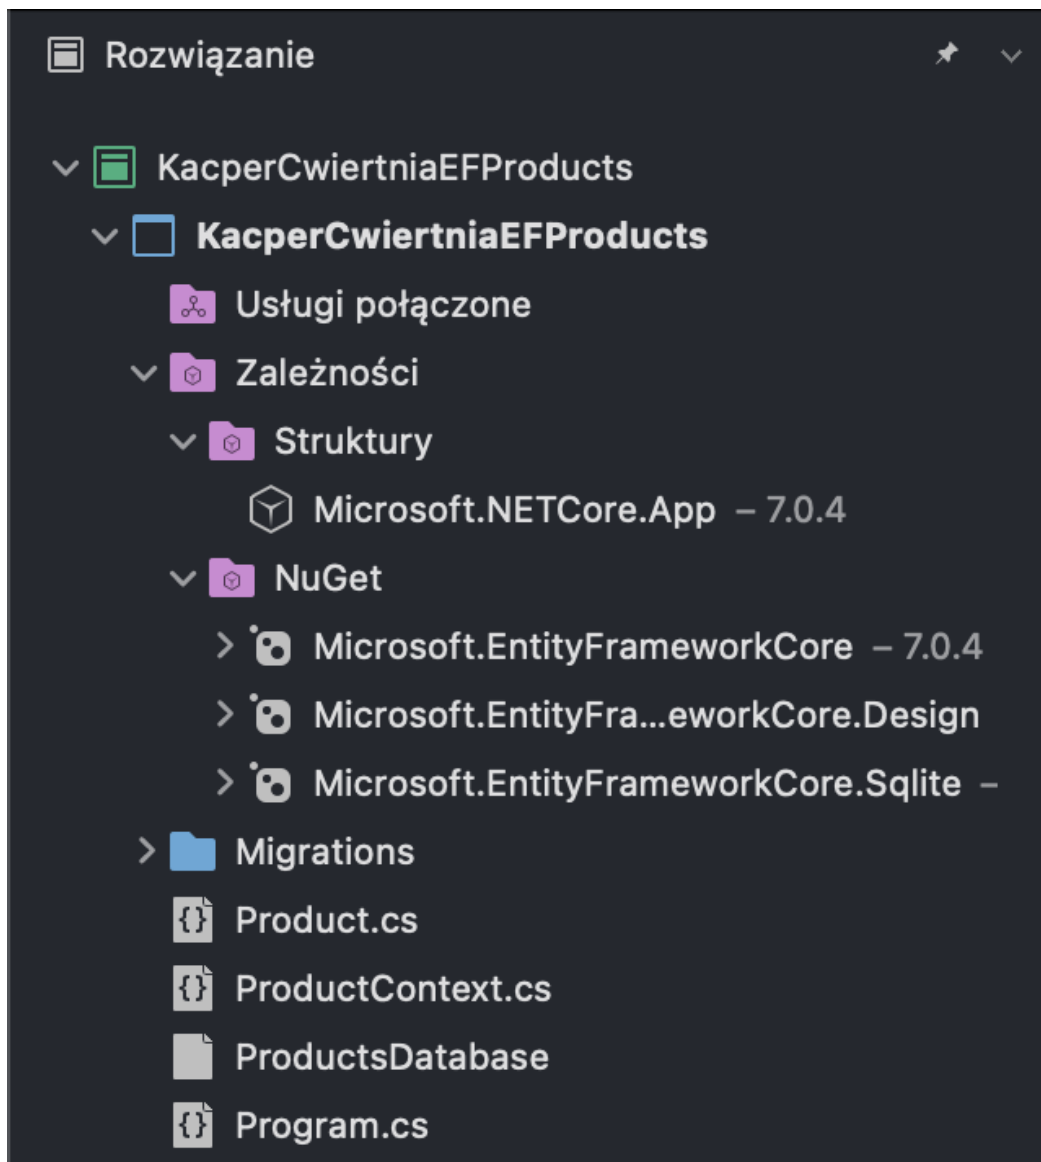 Rozwiązanie
KacperCwiertniaEFProducts
KacperCwiertniaEFProducts
Usługi połączone
Zależności
Struktury
Microsoft.NETCore.App – 7.0.4
NuGet
Microsoft.EntityFrameworkCore – 7.0.4
Microsoft.EntityFra...eworkCore.Design
Microsoft.EntityFrameworkCore.Sqlite –
Migrations
Product.cs
ProductContext.cs
ProductsDatabase
Program.cs